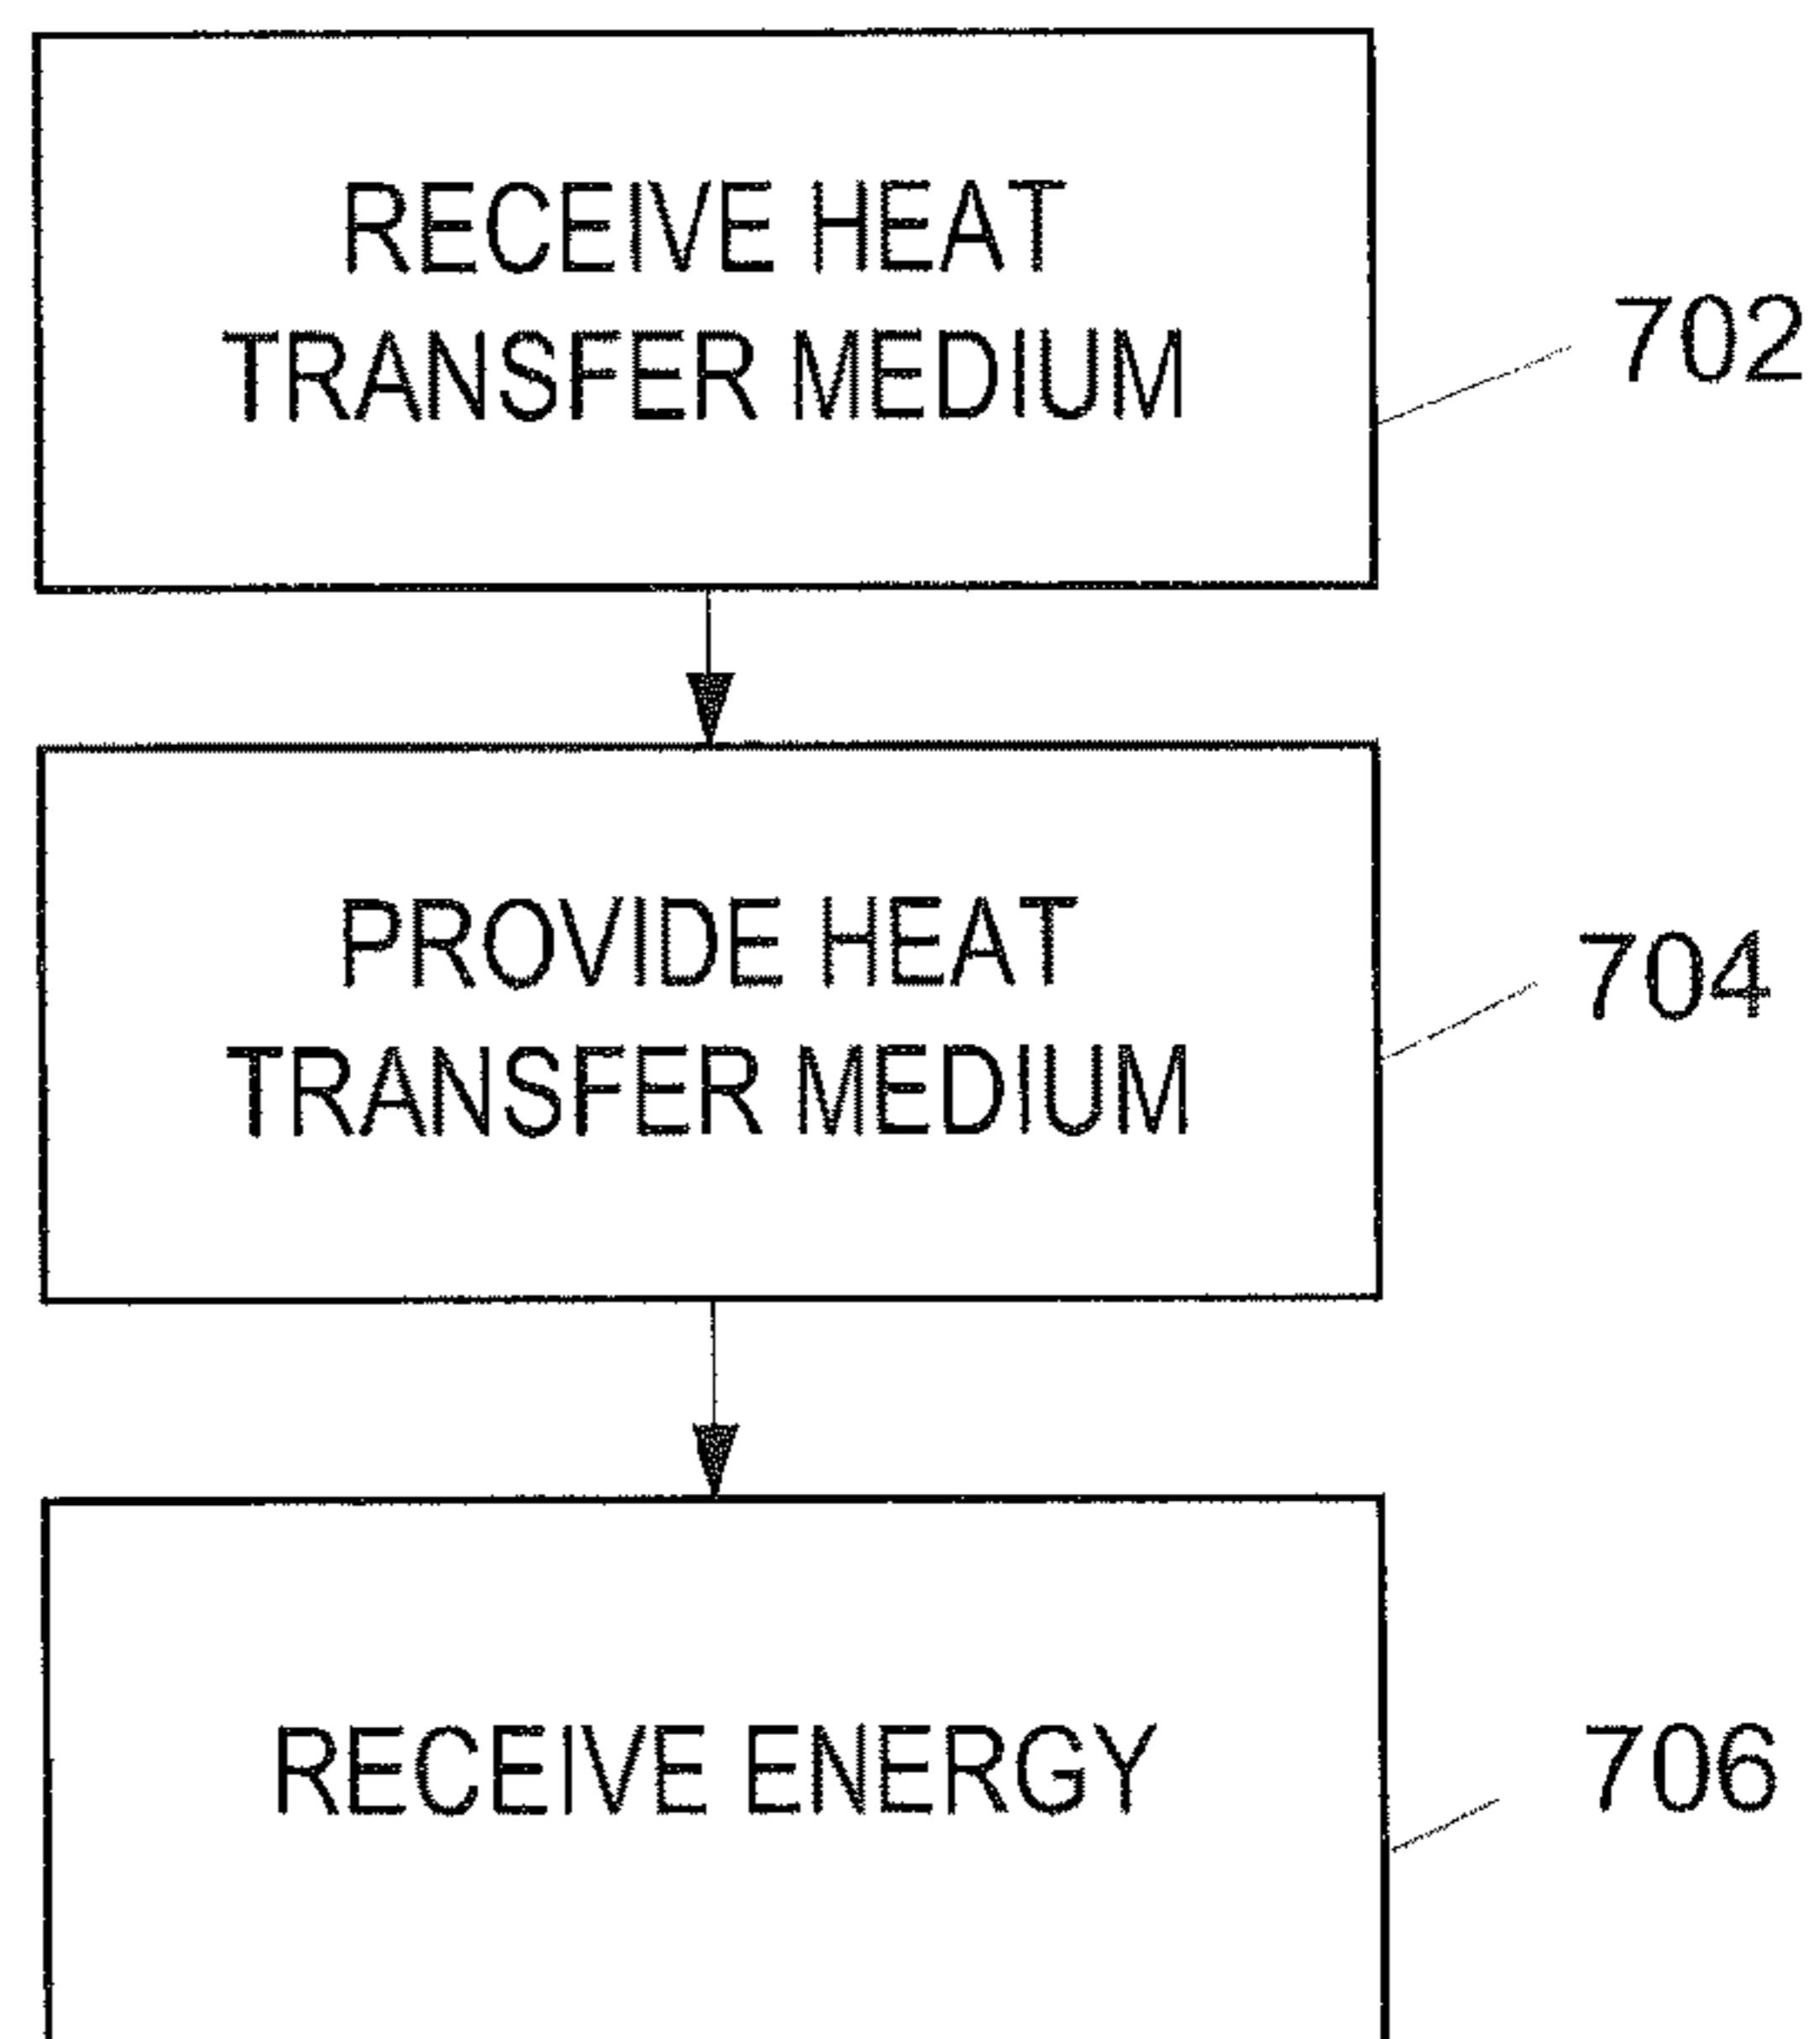 RECEIVE HEAT
TRANSFER MEDIUM
702
PROVIDE HEAT
TRANSFER MEDIUM
704
RECEIVE ENERGY
706